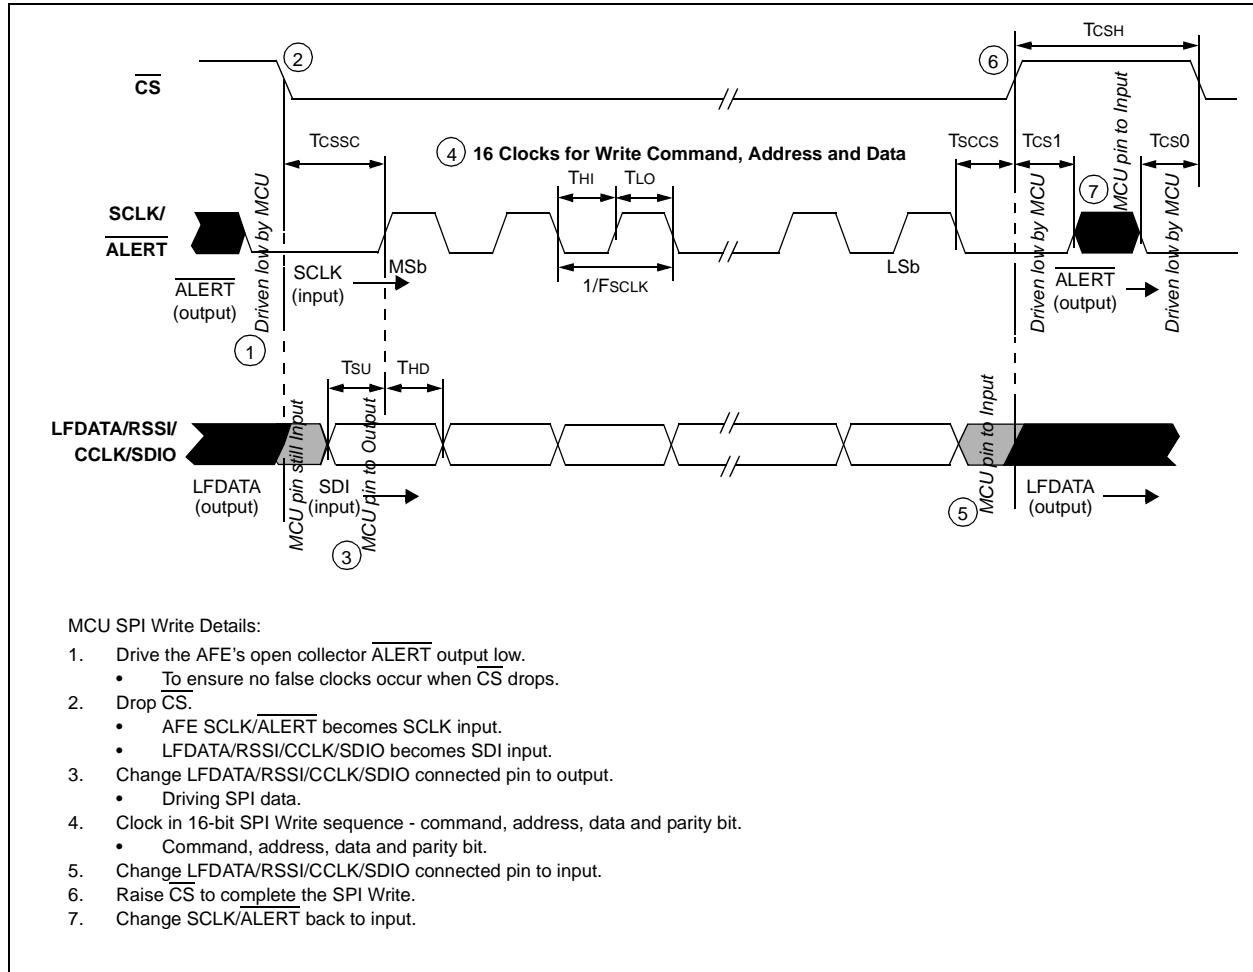 TCSH
2
6
CS
TCSSC
4 16 Clocks for Write Command, Address and Data
TSCCS
TCS1
MCU pin to Input
TCS0
THI
TLO
7
SCLK/
ALERT
Driven low by MCU
Driven low by MCU
Driven low by MCU
ALERT
(output)
SCLK
(input)
MSb
1/FSCLK
LSb
ALERT
(output)
1
TSU
THD
LFDATA/RSSI/
CCLK/SDIO
MCU pin still Input
MCU pin to Output
MCU pin to Input
LFDATA
(output)
SDI
(input)
LFDATA
(output)
3
5
MCU SPI Write Details:
1. Drive the AFE's open collector ALERT output low.
• To ensure no false clocks occur when CS drops.
2. Drop CS.
• AFE SCLK/ALERT becomes SCLK input.
• LFDATA/RSSI/CCLK/SDIO becomes SDI input.
3. Change LFDATA/RSSI/CCLK/SDIO connected pin to output.
• Driving SPI data.
4. Clock in 16-bit SPI Write sequence - command, address, data and parity bit.
• Command, address, data and parity bit.
5. Change LFDATA/RSSI/CCLK/SDIO connected pin to input.
6. Raise CS to complete the SPI Write.
7. Change SCLK/ALERT back to input.